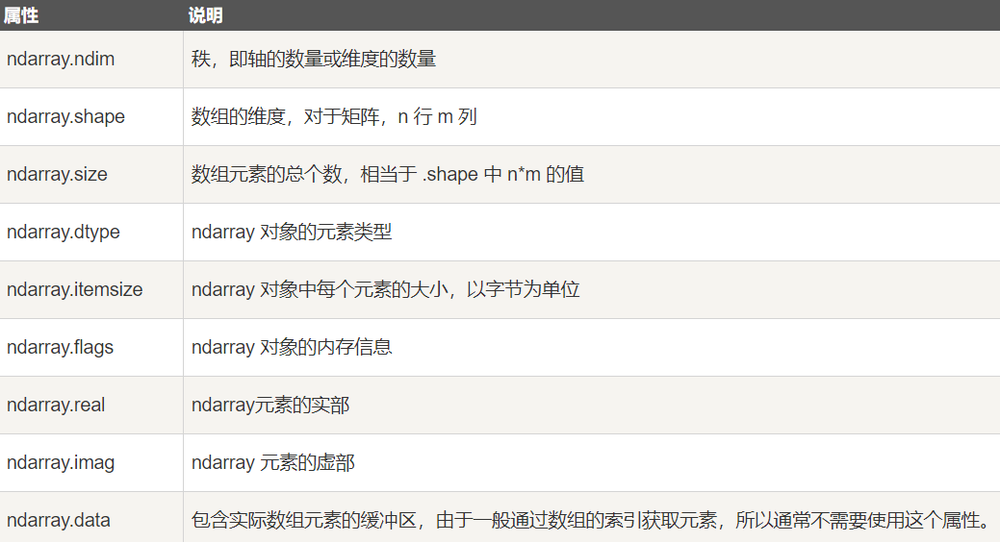 属性 说明
ndarray.ndim 秩，即轴的数量或维度的数量
ndarray.shape 数组的维度，对于矩阵，n 行 m 列
ndarray.size 数组元素的总个数，相当于 .shape 中 n*m 的值
ndarray.dtype ndarray 对象的元素类型
ndarray.itemsize ndarray 对象中每个元素的大小，以字节为单位
ndarray.flags ndarray 对象的内存信息
ndarray.real ndarray元素的实部
ndarray.imag ndarray 元素的虚部
ndarray.data 包含实际数组元素的缓冲区，由于一般通过数组的索引获取元素，所以通常不需要使用这个属性。